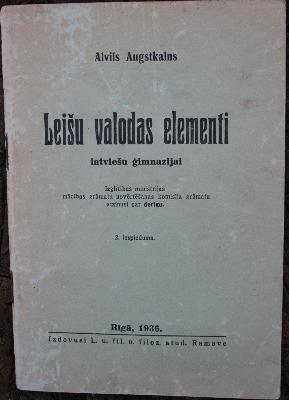 Alvils Augstkalns
Leišu valodas elementi
latviešu ģimnazijai
Izglītības ministrijas
mācības grāmatu novērtēšanas komisija grāmatu
atzinusi par derīgu.
2. iespiedums.
Rīgā, 1936.
Izdevusi L. u. fil. u. filoz. stud. Ramave